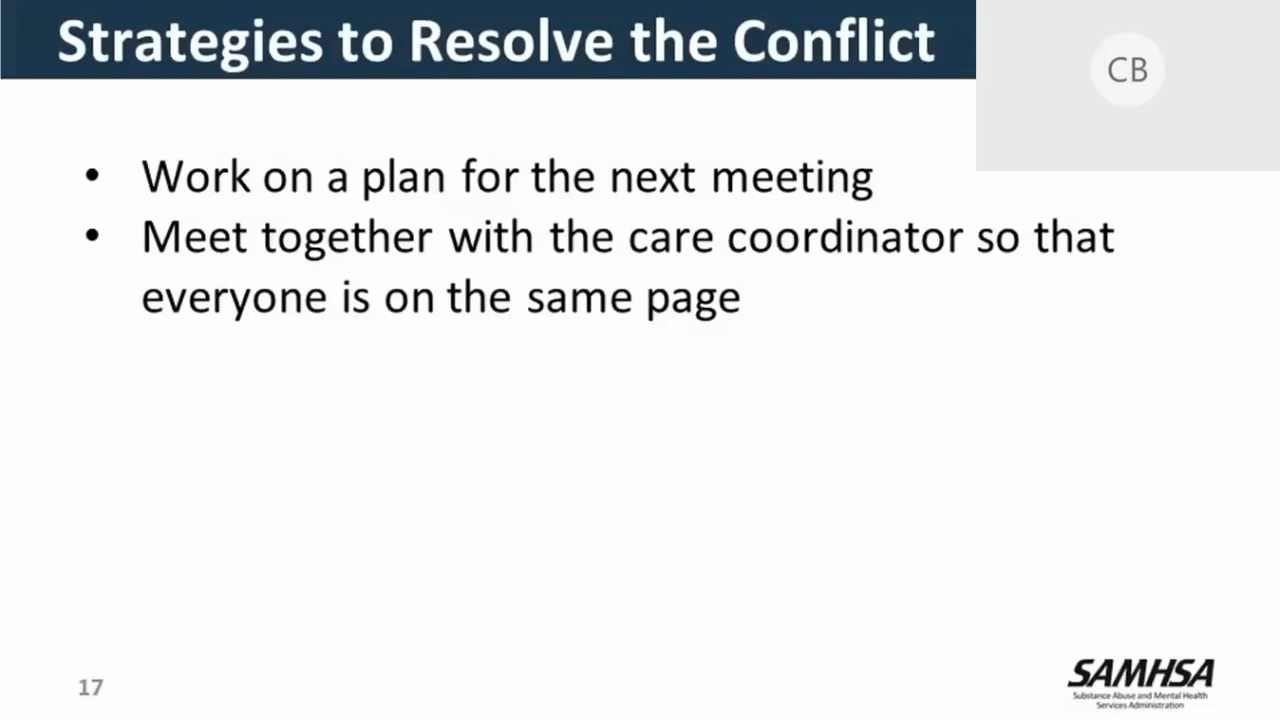 Strategies to Resolve the Conflict
CB
• Work on a plan for the next meeting
• Meet together with the care coordinator so that
everyone is on the same page
17
SAMHSA
Substance Abuse and Mental Health
Services Administration